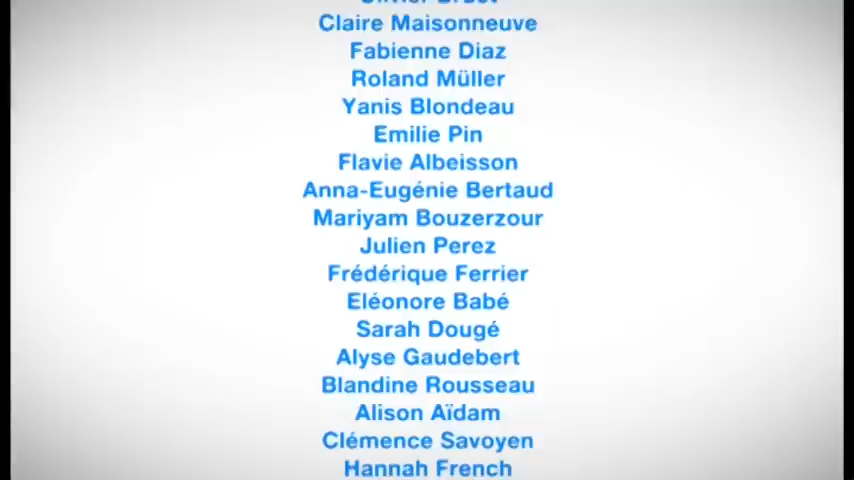 Claire Maisonneuve
Fabienne Diaz
Roland Müller
Yanis Blondeau
Emilie Pin
Flavie Albeisson
Anna-Eugénie Bertaud
Mariyam Bouzerzour
Julien Perez
Frédérique Ferrier
Eléonore Babé
Sarah Dougé
Alyse Gaudebert
Blandine Rousseau
Alison Aïdam
Clémence Savoyen
Hannah French